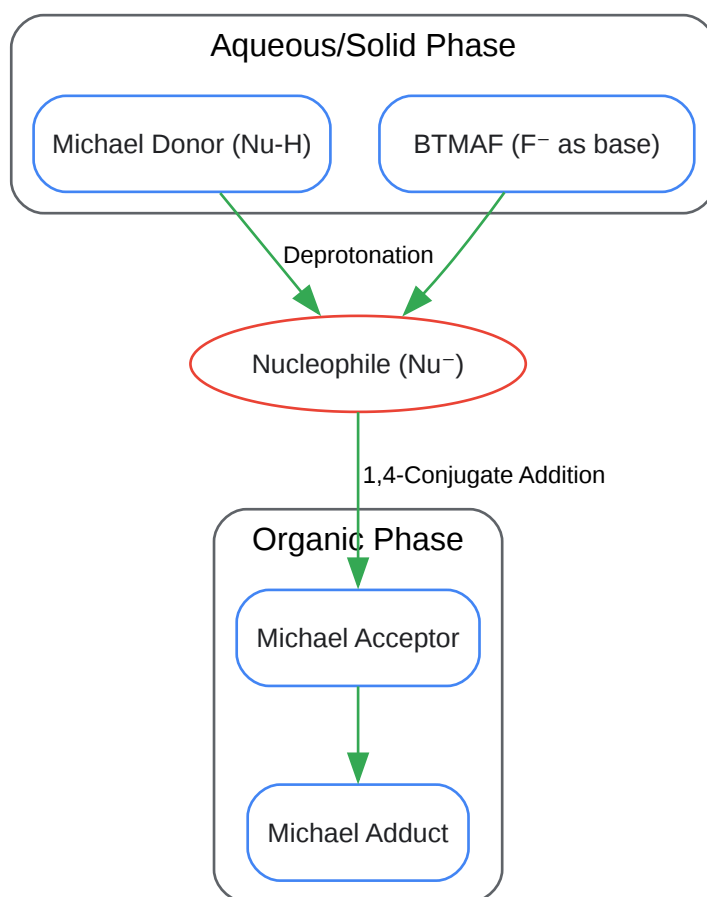 Aqueous/Solid Phase
Michael Donor (Nu-H)
BTMAF (F⁻ as base)
Deprotonation
Nucleophile (Nu⁻)
1,4-Conjugate Addition
Organic Phase
Michael Acceptor
Michael Adduct